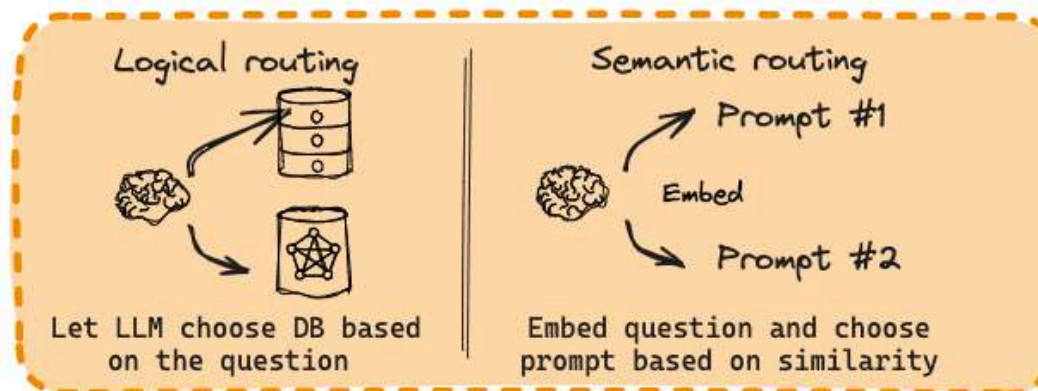 Logical routing
Let LLM choose DB based
on the question
Semantic routing
Prompt #1
Embed
Prompt #2
Embed question and choose
prompt based on similarity